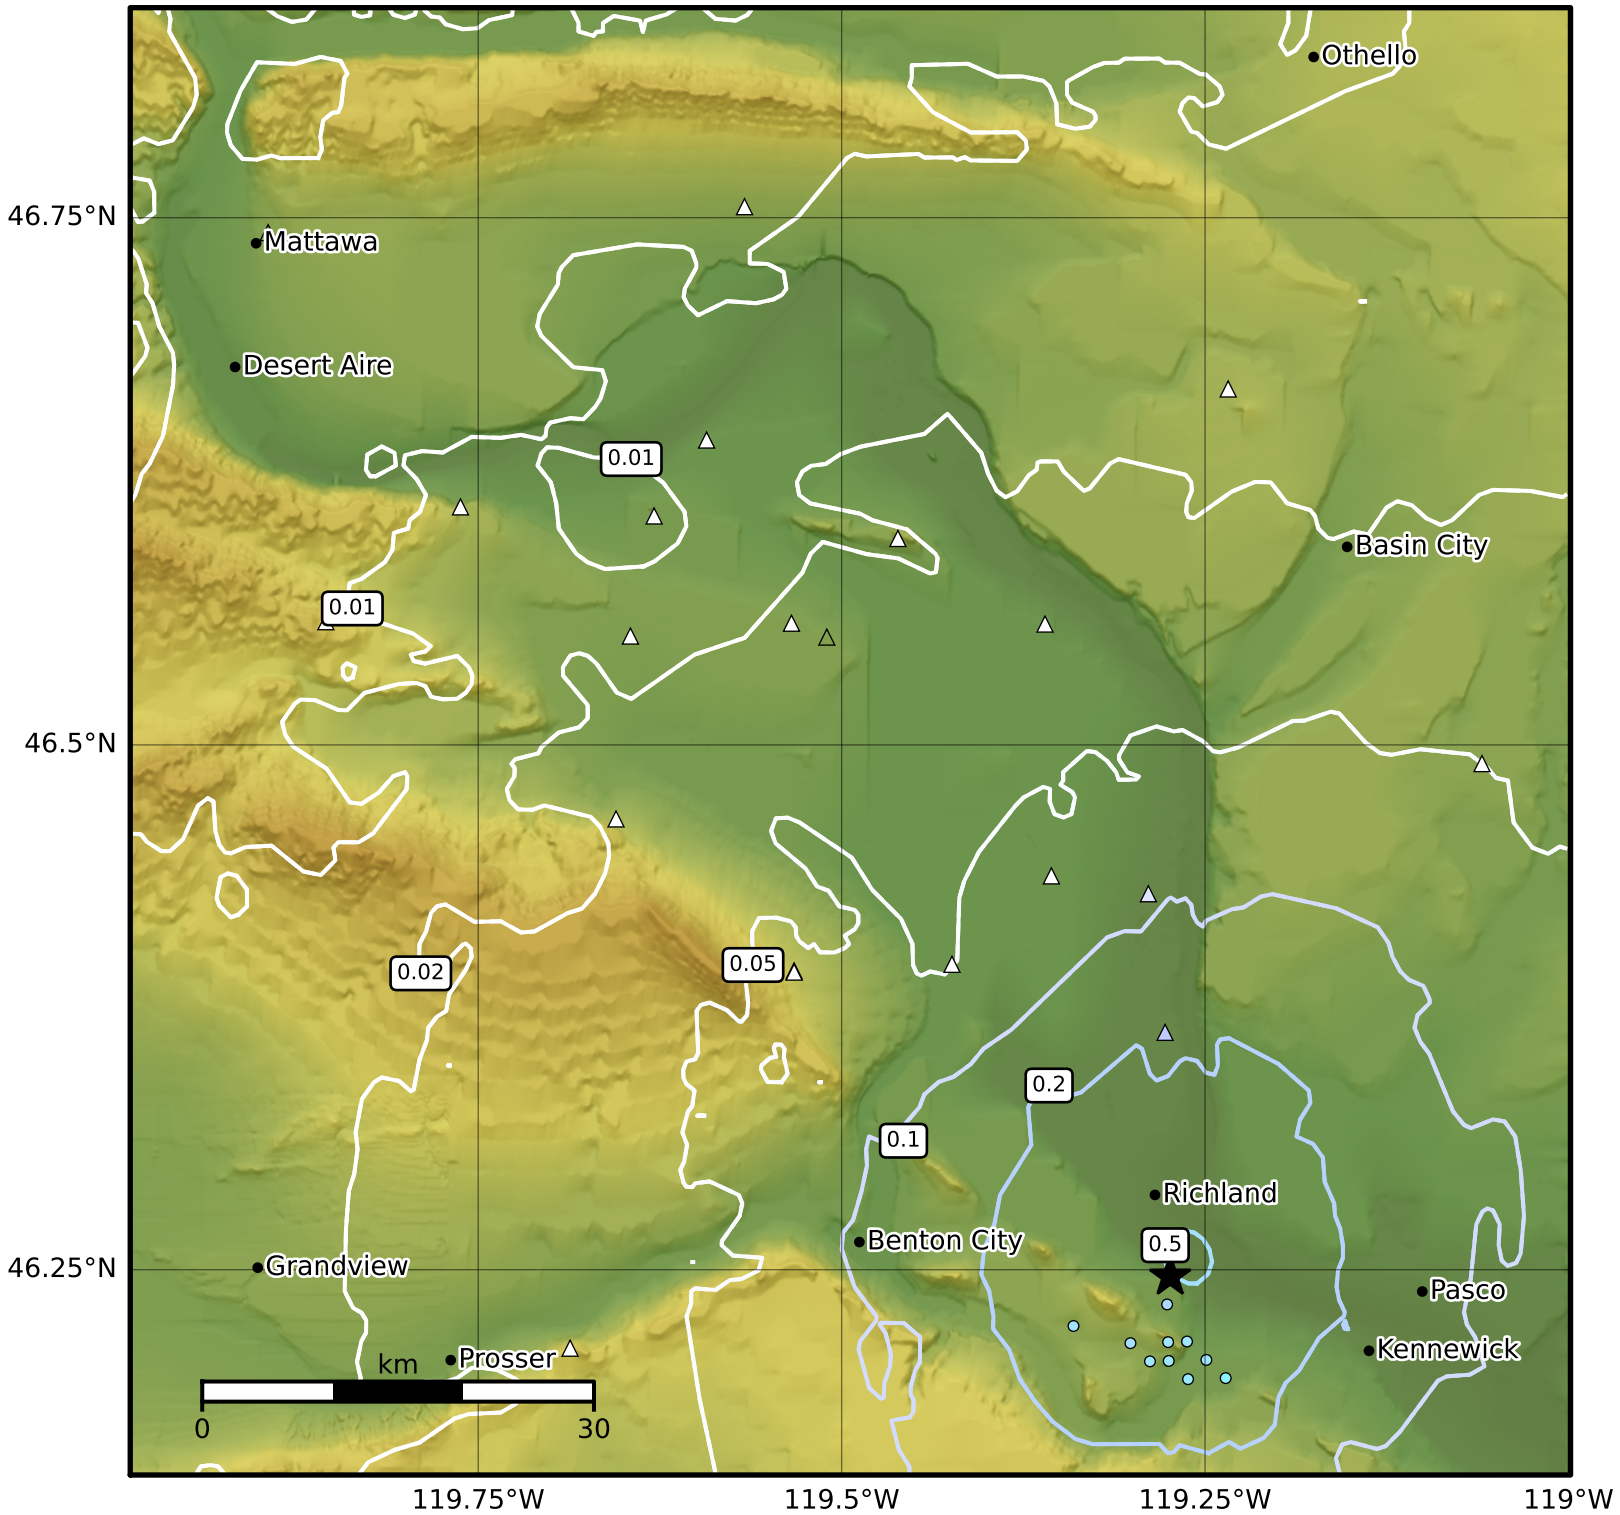 Othello
46.75°N
Mattawa
Desert Aire
0.01
Basin City
0.01
46.5°N
0.05
0.02
0.2
0.1
Richland
Benton City
0.5
46.25°N
Grandview
Pasco
Kennewick
Prosser
km
0
30
119.75°W
119.5°W
119.25°W
119°W